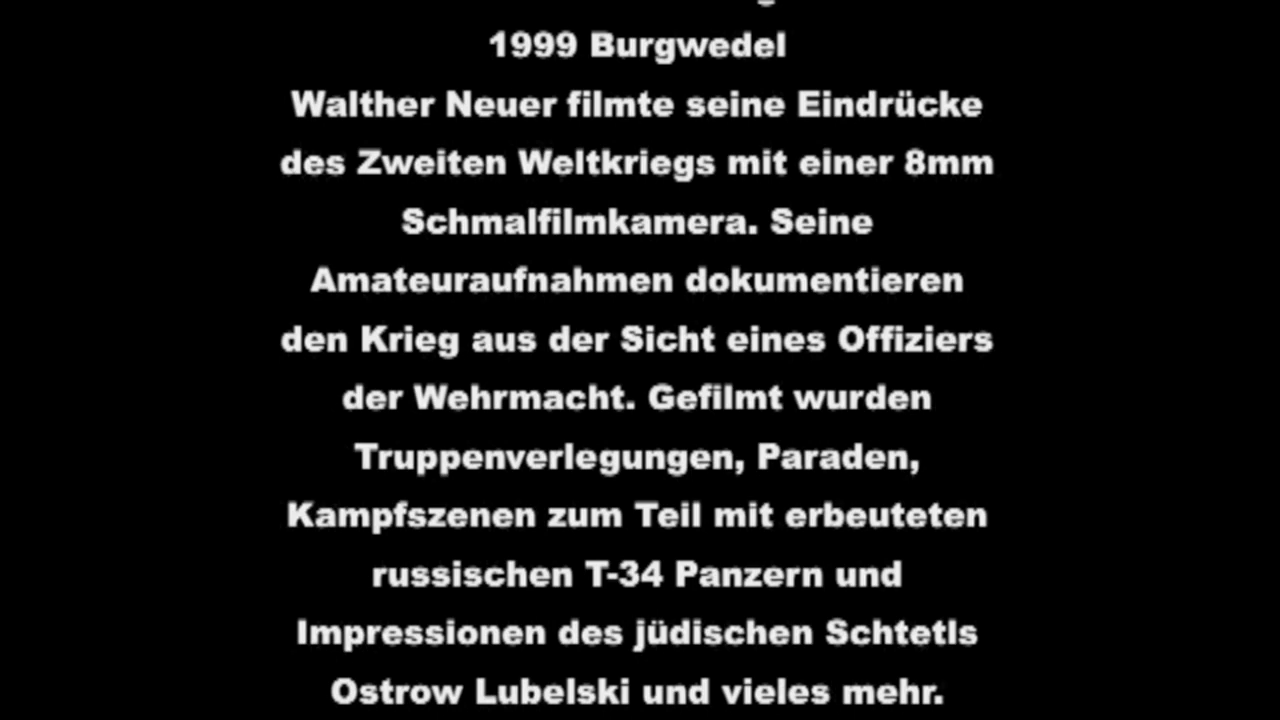 1999 Burgwedel
Walther Neuer filmte seine Eindrücke
des Zweiten Weltkriegs mit einer 8mm
Schmalfilmkamera. Seine
Amateuraufnahmen dokumentieren
den Krieg aus der Sicht eines Offiziers
der Wehrmacht. Gefilmt wurden
Truppenverlegungen, Paraden,
Kampfszenen zum Teil mit erbeuteten
russischen T-34 Panzern und
Impressionen des jüdischen Schtetls
Ostrow Lubelski und vieles mehr.